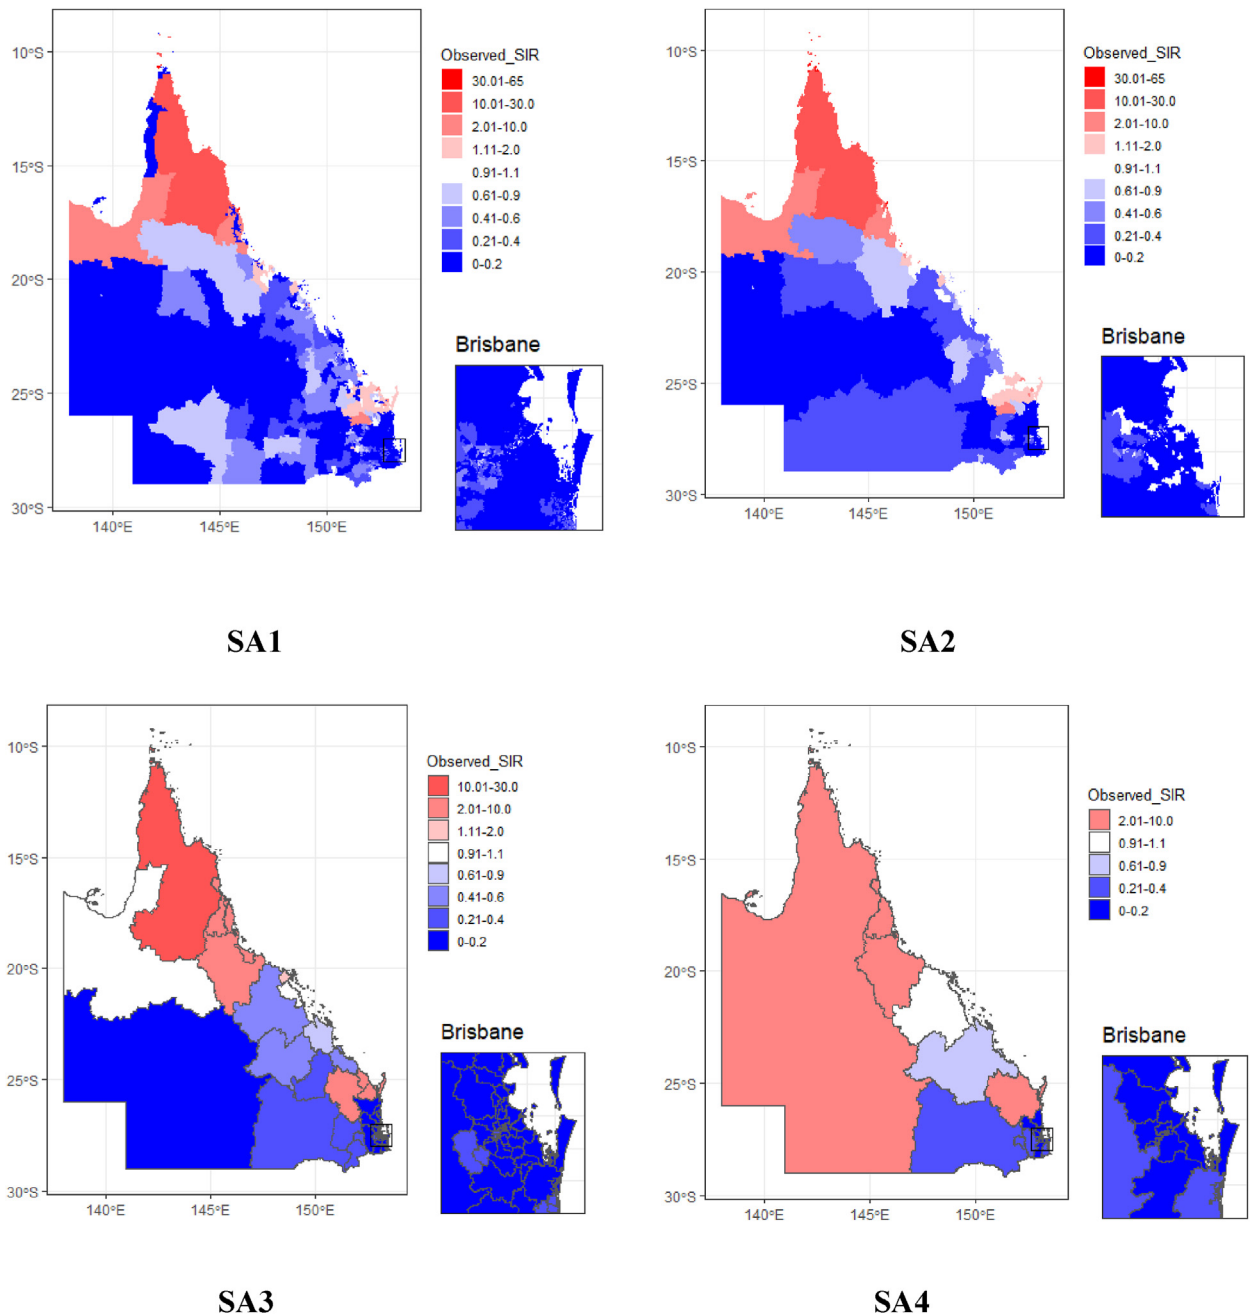 10°S
15°S
20°S
25°S
30°S
140°E
145°E
150°E
Observed_SIR
30.01-65
10.01-30.0
2.01-10.0
1.11-2.0
0.91-1.1
0.61-0.9
0.41-0.6
0.21-0.4
0-0.2
Brisbane
SA1
10°S
15°S
20°S
25°S
30°S
140°E
145°E
150°E
Observed_SIR
30.01-65
10.01-30.0
2.01-10.0
1.11-2.0
0.91-1.1
0.61-0.9
0.41-0.6
0.21-0.4
0-0.2
Brisbane
SA2
10°S
15°S
20°S
25°S
30°S
140°E
145°E
150°E
Observed_SIR
10.01-30.0
2.01-10.0
1.11-2.0
0.91-1.1
0.61-0.9
0.41-0.6
0.21-0.4
0-0.2
Brisbane
SA3
10°S
15°S
20°S
25°S
30°S
140°E
145°E
150°E
Observed_SIR
2.01-10.0
0.91-1.1
0.61-0.9
0.21-0.4
0-0.2
Brisbane
SA4